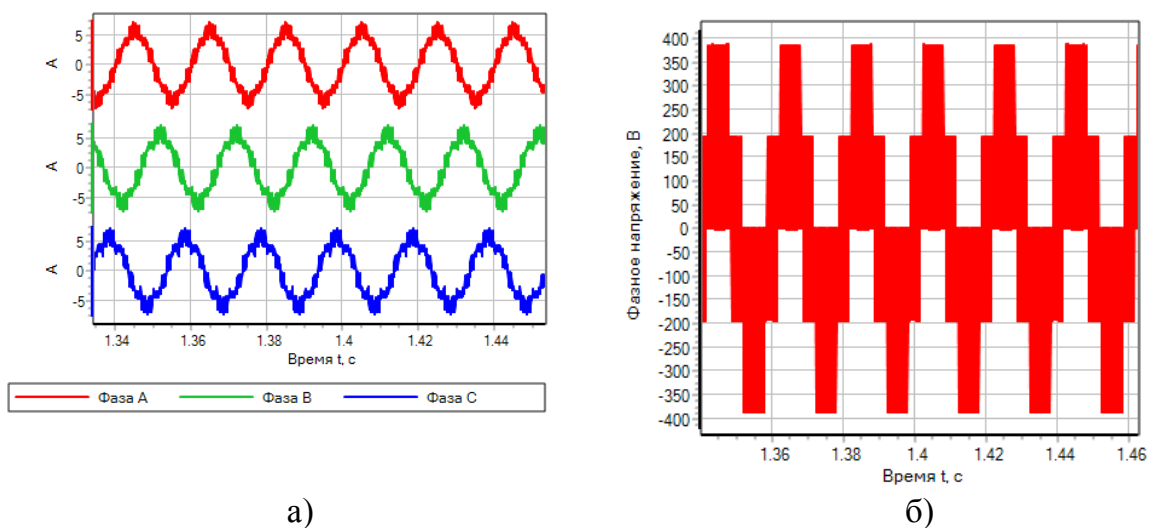 5
0
-5
А
5
0
-5
А
5
0
-5
А
1.34 1.36 1.38 1.4 1.42 1.44
Время t, с
Фаза А Фаза В Фаза С
а)
400
350
300
250
200
150
100
50
0
-50
-100
-150
-200
-250
-300
-350
-400
Фазное напряжение, В
1.36 1.38 1.4 1.42 1.44 1.46
Время t, с
б)